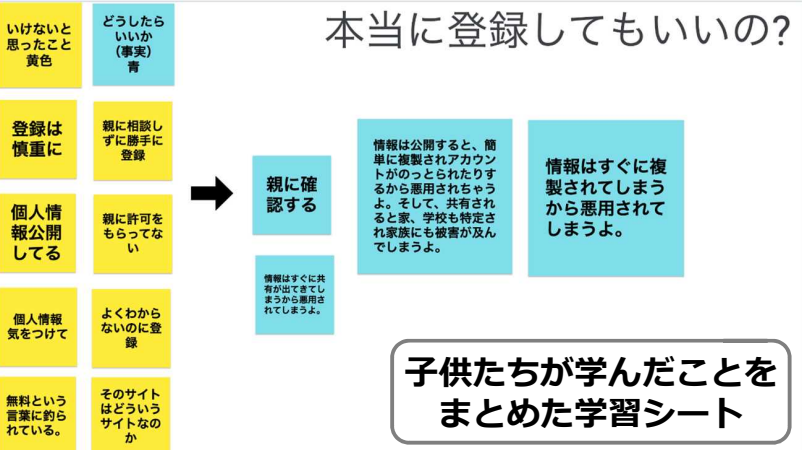 本当に登録してもいいの?
いけないと
思ったこと
黄色
どうしたら
いいか
（事実）
青
登録は
慎重に
親に相談し
ずに勝手に
登録
個人情
報公開
してる
親に許可を
もらってな
い
個人情報
気をつけて
よくわから
ないのに登
録
無料という
言葉に釣ら
れている。
そのサイト
はどういう
サイトなの
か
親に確
認する
情報はすぐに共
有が出てきてし
まうから悪用さ
れてしまうよ。
情報は公開すると、簡
単に複製されアカウン
トがのっとられたりす
るから悪用されちゃう
よ。そして、共有され
ると家、学校も特定さ
れ家族にも被害が及ん
でしまうよ。
情報はすぐに複
製されてしまう
から悪用されて
しまうよ。
子供たちが学んだことを
まとめた学習シート